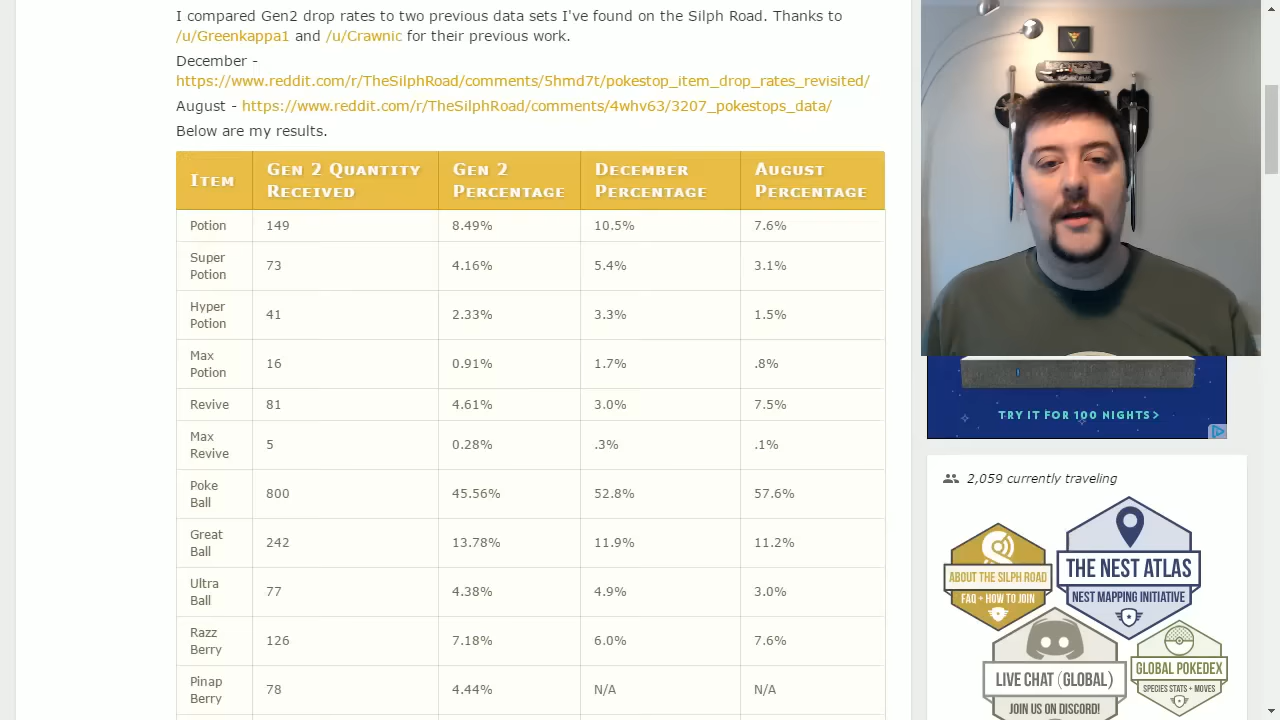 I compared Gen2 drop rates to two previous data sets I've found on the Silph Road. Thanks to
/u/Greenkappa1 and /u/Crawnic for their previous work.
December -
https://www.reddit.com/r/TheSilphRoad/comments/5hmd7t/pokestop_item_drop_rates_revisited/
August - https://www.reddit.com/r/TheSilphRoad/comments/4whv63/3207_pokestops_data/
Below are my results.
Item Gen 2 Quantity Received Gen 2 Percentage December Percentage August Percentage
Potion 149 8.49% 10.5% 7.6%
Super Potion 73 4.16% 5.4% 3.1%
Hyper Potion 41 2.33% 3.3% 1.5%
Max Potion 16 0.91% 1.7% .8%
Revive 81 4.61% 3.0% 7.5%
Max Revive 5 0.28% .3% .1%
Poke Ball 800 45.56% 52.8% 57.6%
Great Ball 242 13.78% 11.9% 11.2%
Ultra Ball 77 4.38% 4.9% 3.0%
Razz Berry 126 7.18% 6.0% 7.6%
Pinap Berry 78 4.44% N/A N/A
TRY IT FOR 100 NIGHTS >
2,059 currently traveling
ABOUT THE SILPH ROAD
FAQ + HOW TO JOIN
THE NEST ATLAS
NEST MAPPING INITIATIVE
LIVE CHAT (GLOBAL)
JOIN US ON DISCORD!
GLOBAL POKEDEX
SPECIES STATS + MOVES